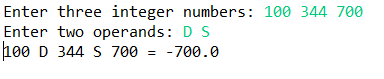 Enter three integer numbers: 100 344 700
Enter two operands: D S
100 D 344 S 700 = -700.0